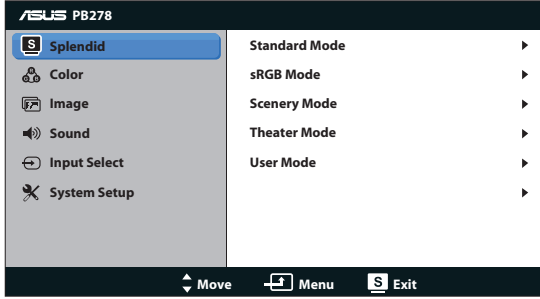 ASUS PB278
S Splendid
Color
Image
Sound
Input Select
System Setup
Standard Mode
sRGB Mode
Scenery Mode
Theater Mode
User Mode
Move Menu S Exit